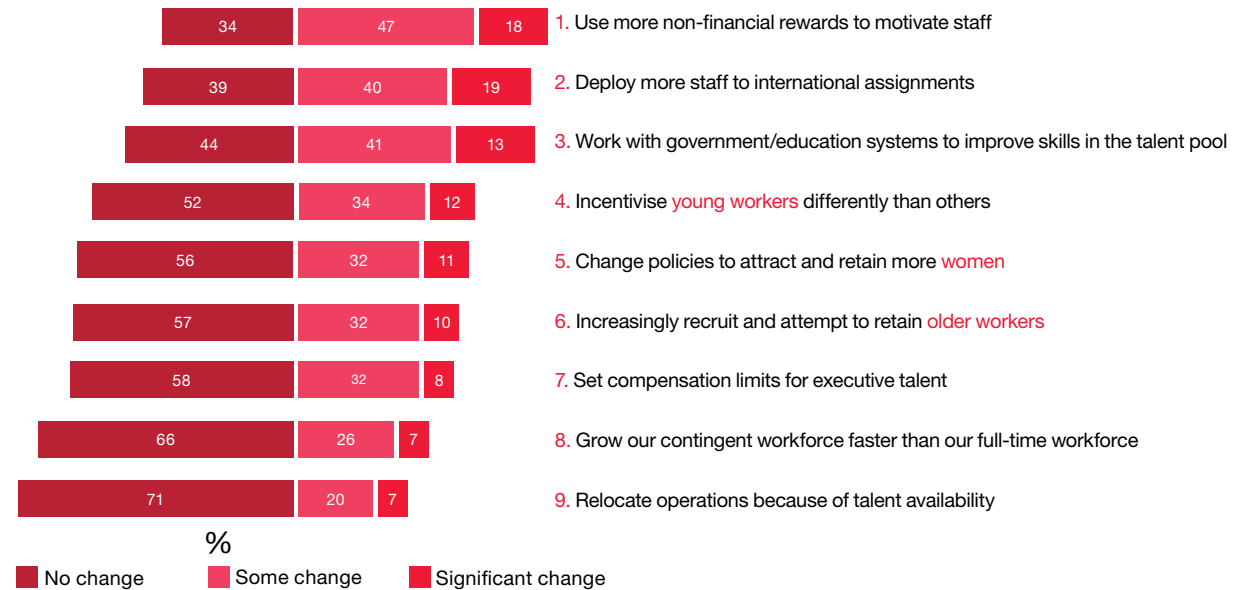 34 47 18 1. Use more non-financial rewards to motivate staff
39 40 19 2. Deploy more staff to international assignments
44 41 13 3. Work with government/education systems to improve skills in the talent pool
52 34 12 4. Incentivise young workers differently than others
56 32 11 5. Change policies to attract and retain more women
57 32 10 6. Increasingly recruit and attempt to retain older workers
58 32 8 7. Set compensation limits for executive talent
66 26 7 8. Grow our contingent workforce faster than our full-time workforce
71 20 7 9. Relocate operations because of talent availability
%
No change Some change Significant change